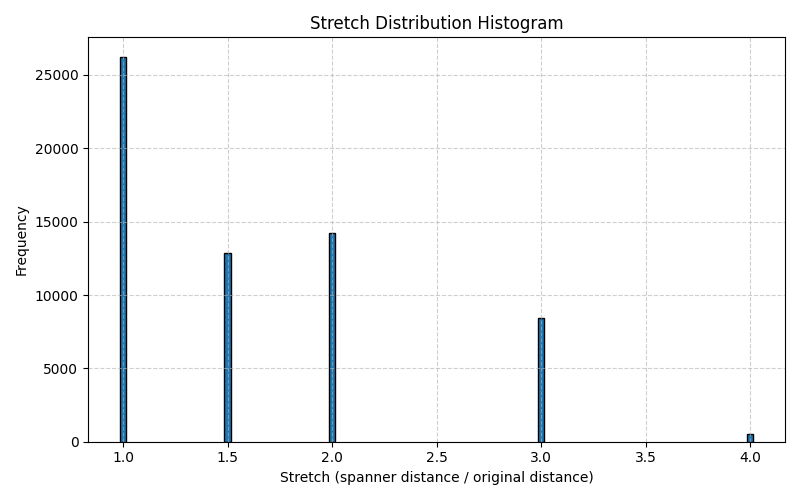 Stretch Distribution Histogram
Frequency
25000
20000
15000
10000
5000
0
1.0 1.5 2.0 2.5 3.0 3.5 4.0
Stretch (spanner distance / original distance)